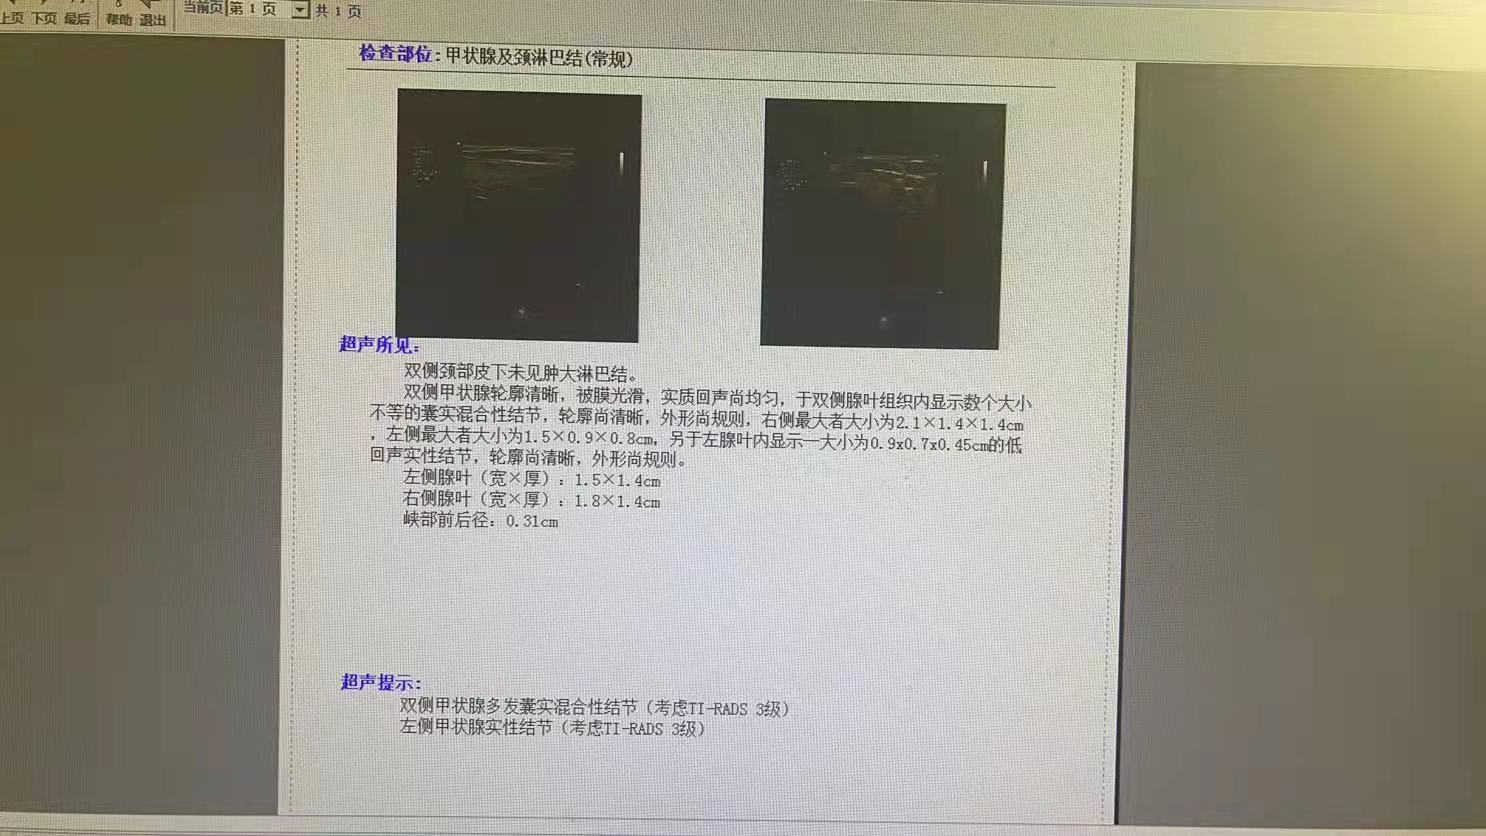 上页 下页 最后 帮助 退出 当前页 第 1 页 共 1 页
检查部位:甲状腺及颈淋巴结(常规)
超声所见:
双侧颈部皮下未见肿大淋巴结。
双侧甲状腺轮廓清晰，被膜光滑，实质回声尚均匀，于双侧腺叶组织内显示数个大小
不等的囊实混合性结节，轮廓尚清晰，外形尚规则，右侧最大者大小为2.1×1.4×1.4cm
，左侧最大者大小为1.5×0.9×0.8cm，另于左腺叶内显示一大小为0.9x0.7x0.45cm的低
回声实性结节，轮廓尚清晰，外形尚规则。
左侧腺叶（宽×厚）：1.5×1.4cm
右侧腺叶（宽×厚）：1.8×1.4cm
峡部前后径：0.31cm
超声提示:
双侧甲状腺多发囊实混合性结节（考虑TI-RADS 3级）
左侧甲状腺实性结节（考虑TI-RADS 3级）